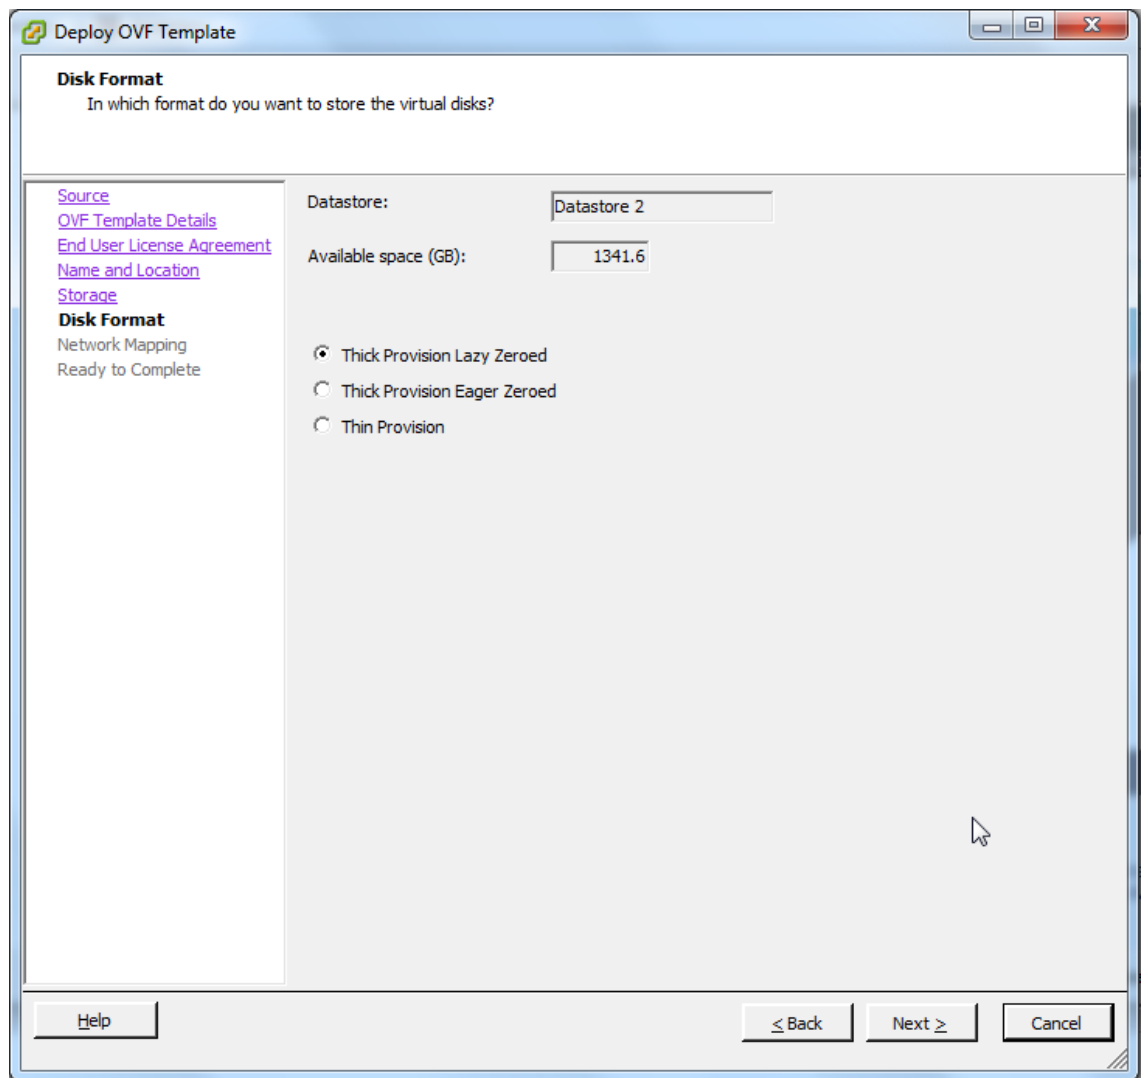 Deploy OVF Template
Disk Format
In which format do you want to store the virtual disks?
Source
OVF Template Details
End User License Agreement
Name and Location
Storage
Disk Format
Network Mapping
Ready to Complete
Datastore:
Datastore 2
Available space (GB):
1341.6
Thick Provision Lazy Zeroed
Thick Provision Eager Zeroed
Thin Provision
Help
< Back
Next >
Cancel